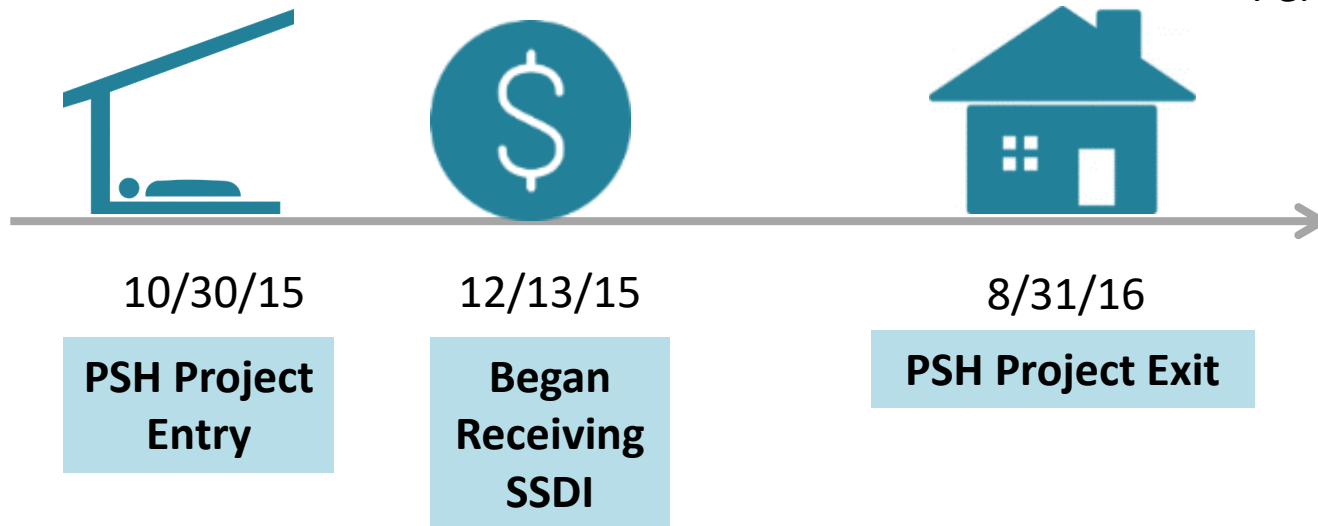 $
10/30/15
12/13/15
8/31/16
PSH Project
Entry
Began
Receiving
SSDI
PSH Project Exit